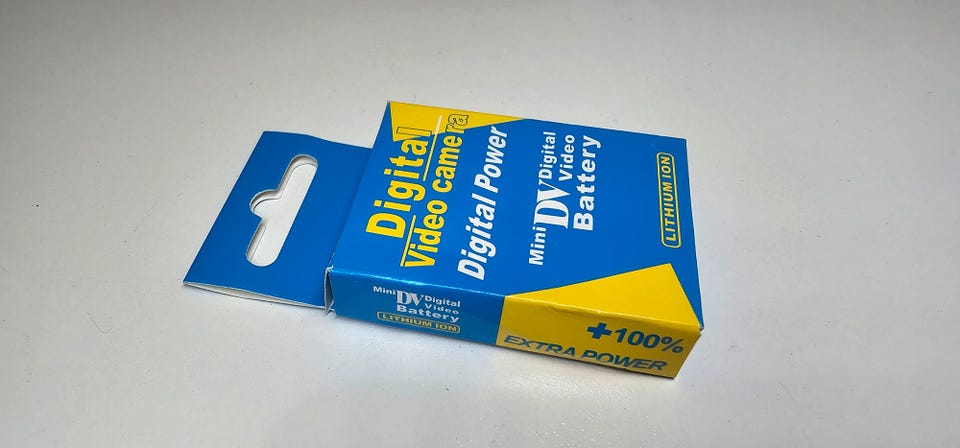 Digital
Video camera
Digital Power
Mini DV Digital
Video
Battery
LITHIUM ION
Mini DV Digital
Video
Battery
LITHIUM ION
+100%
EXTRA POWER